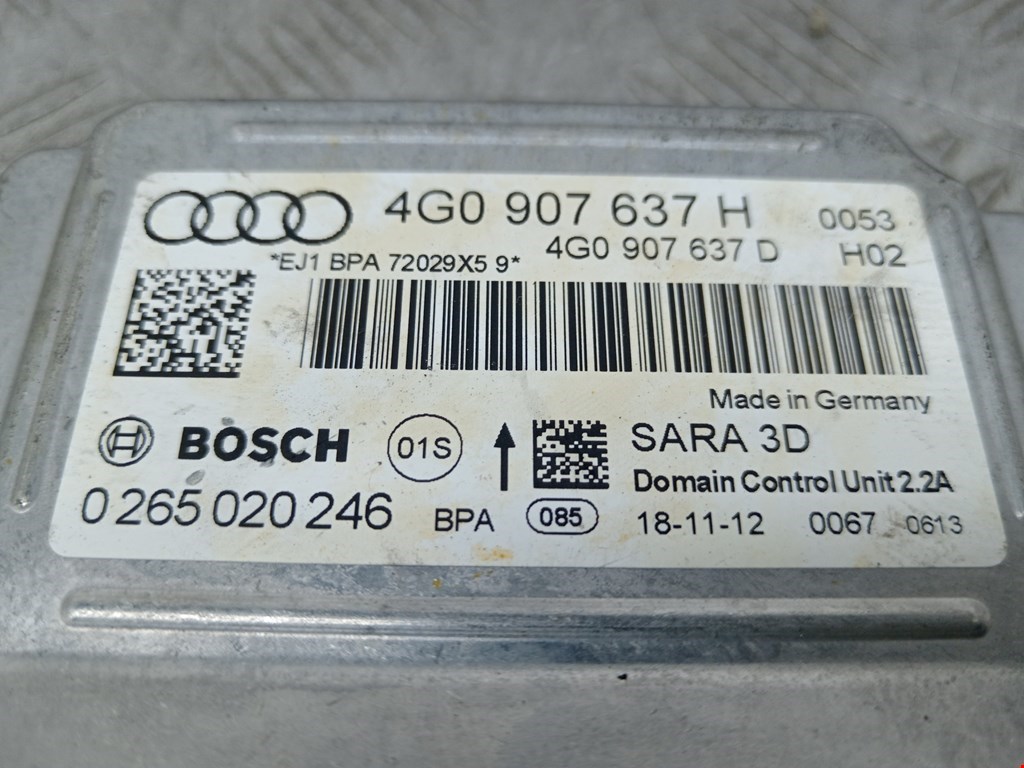 4G0 907 637 H 0053
4G0 907 637 D H02
*EJ1 BPA 72029X5 9*
Made in Germany
BOSCH 01S SARA 3D
Domain Control Unit 2.2A
0 265 020 246 BPA 085 18-11-12 0067 0613